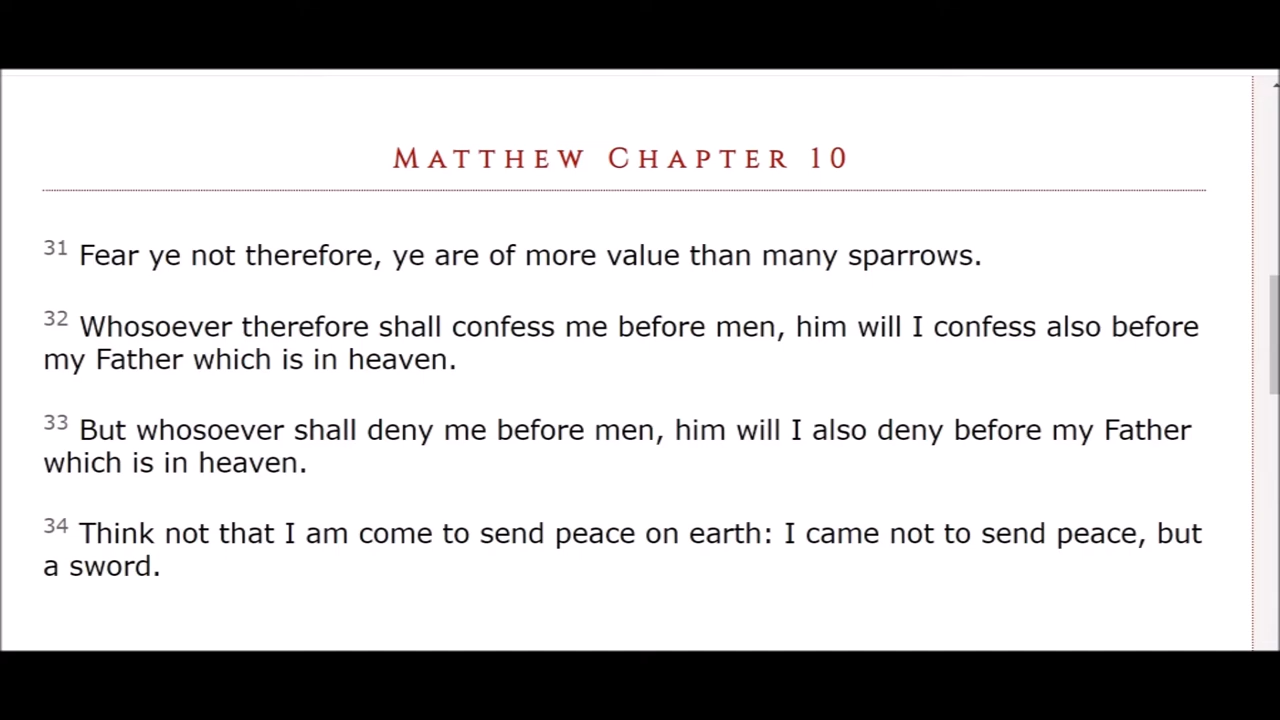 Matthew Chapter 10
31 Fear ye not therefore, ye are of more value than many sparrows.
32 Whosoever therefore shall confess me before men, him will I confess also before
my Father which is in heaven.
33 But whosoever shall deny me before men, him will I also deny before my Father
which is in heaven.
34 Think not that I am come to send peace on earth: I came not to send peace, but
a sword.